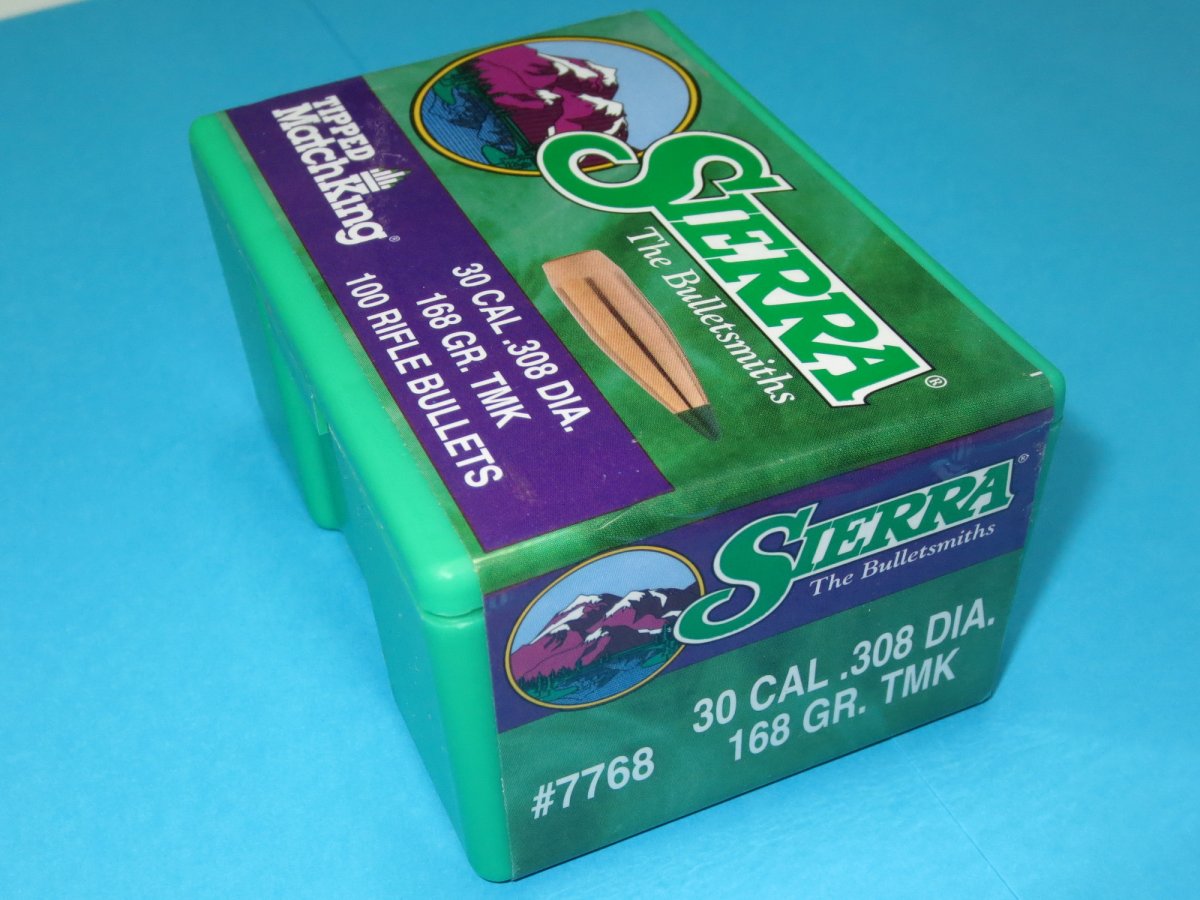 SIERRA®
The Bulletsmiths
TIPPED
MatchKing®
30 CAL .308 DIA.
168 GR. TMK
100 RIFLE BULLETS
SIERRA®
The Bulletsmiths
30 CAL .308 DIA.
168 GR. TMK
#7768